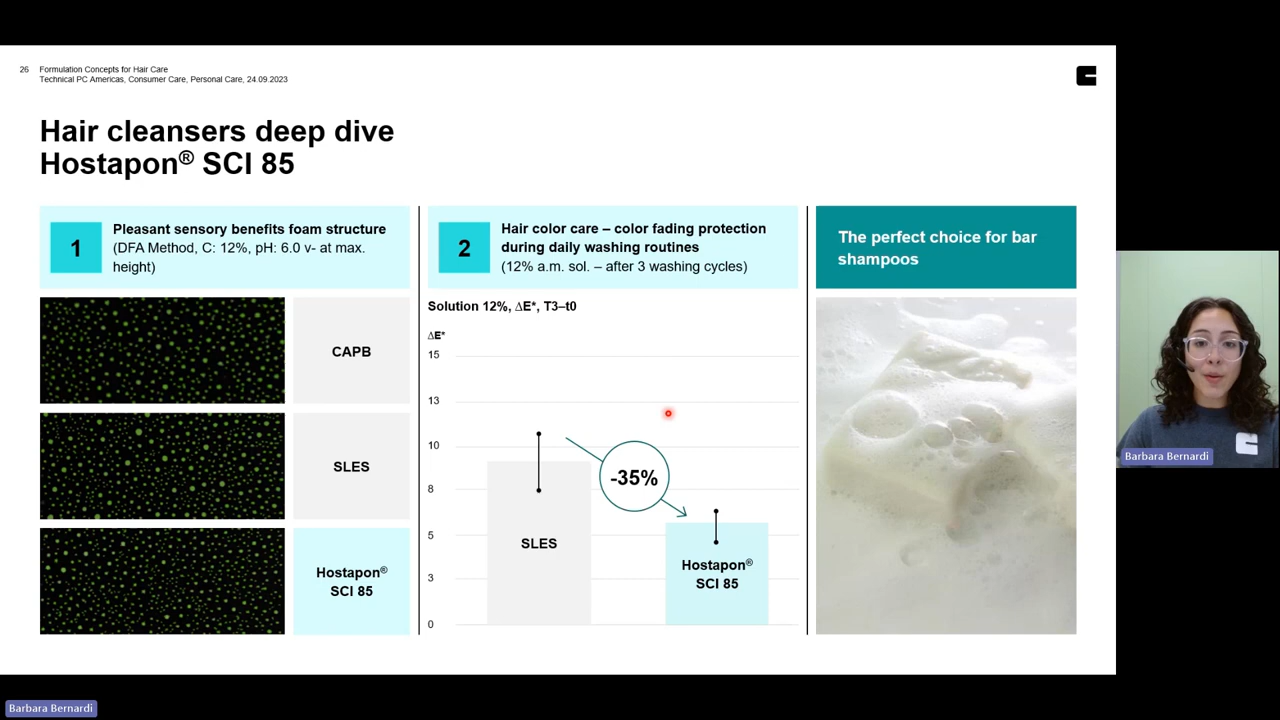 26 Formulation Concepts for Hair Care
Technical PC Americas, Consumer Care, Personal Care, 24.09.2023
Hair cleansers deep dive
Hostapon® SCI 85
1
Pleasant sensory benefits foam structure
(DFA Method, C: 12%, pH: 6.0 v- at max.
height)
CAPB
SLES
Hostapon®
SCI 85
2
Hair color care – color fading protection
during daily washing routines
(12% a.m. sol. – after 3 washing cycles)
Solution 12%, ∆E*, T3–t0
∆E*
15
13
10
8
5
3
0
-35%
SLES
Hostapon®
SCI 85
The perfect choice for bar
shampoos
Barbara Bernardi
Barbara Bernardi